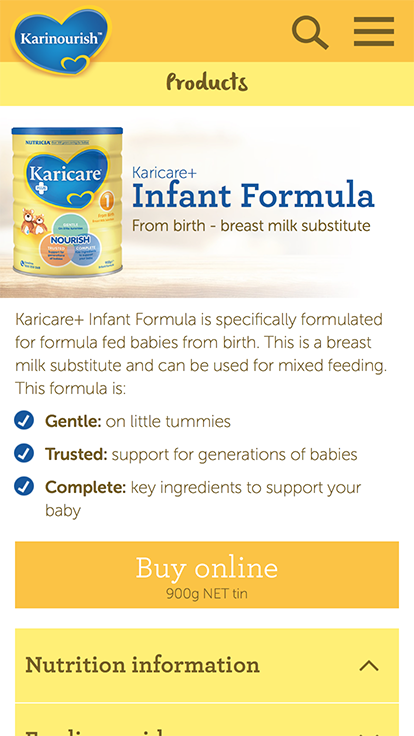 Karinourish™
Products
NUTRICIA
Karicare
+
1
From birth
NOURISH
Karicare+
Infant Formula
From birth - breast milk substitute
Karicare+ Infant Formula is specifically formulated
for formula fed babies from birth. This is a breast
milk substitute and can be used for mixed feeding.
This formula is:
Gentle: on little tummies
Trusted: support for generations of babies
Complete: key ingredients to support your
baby
Buy online
900g NET tin
Nutrition information